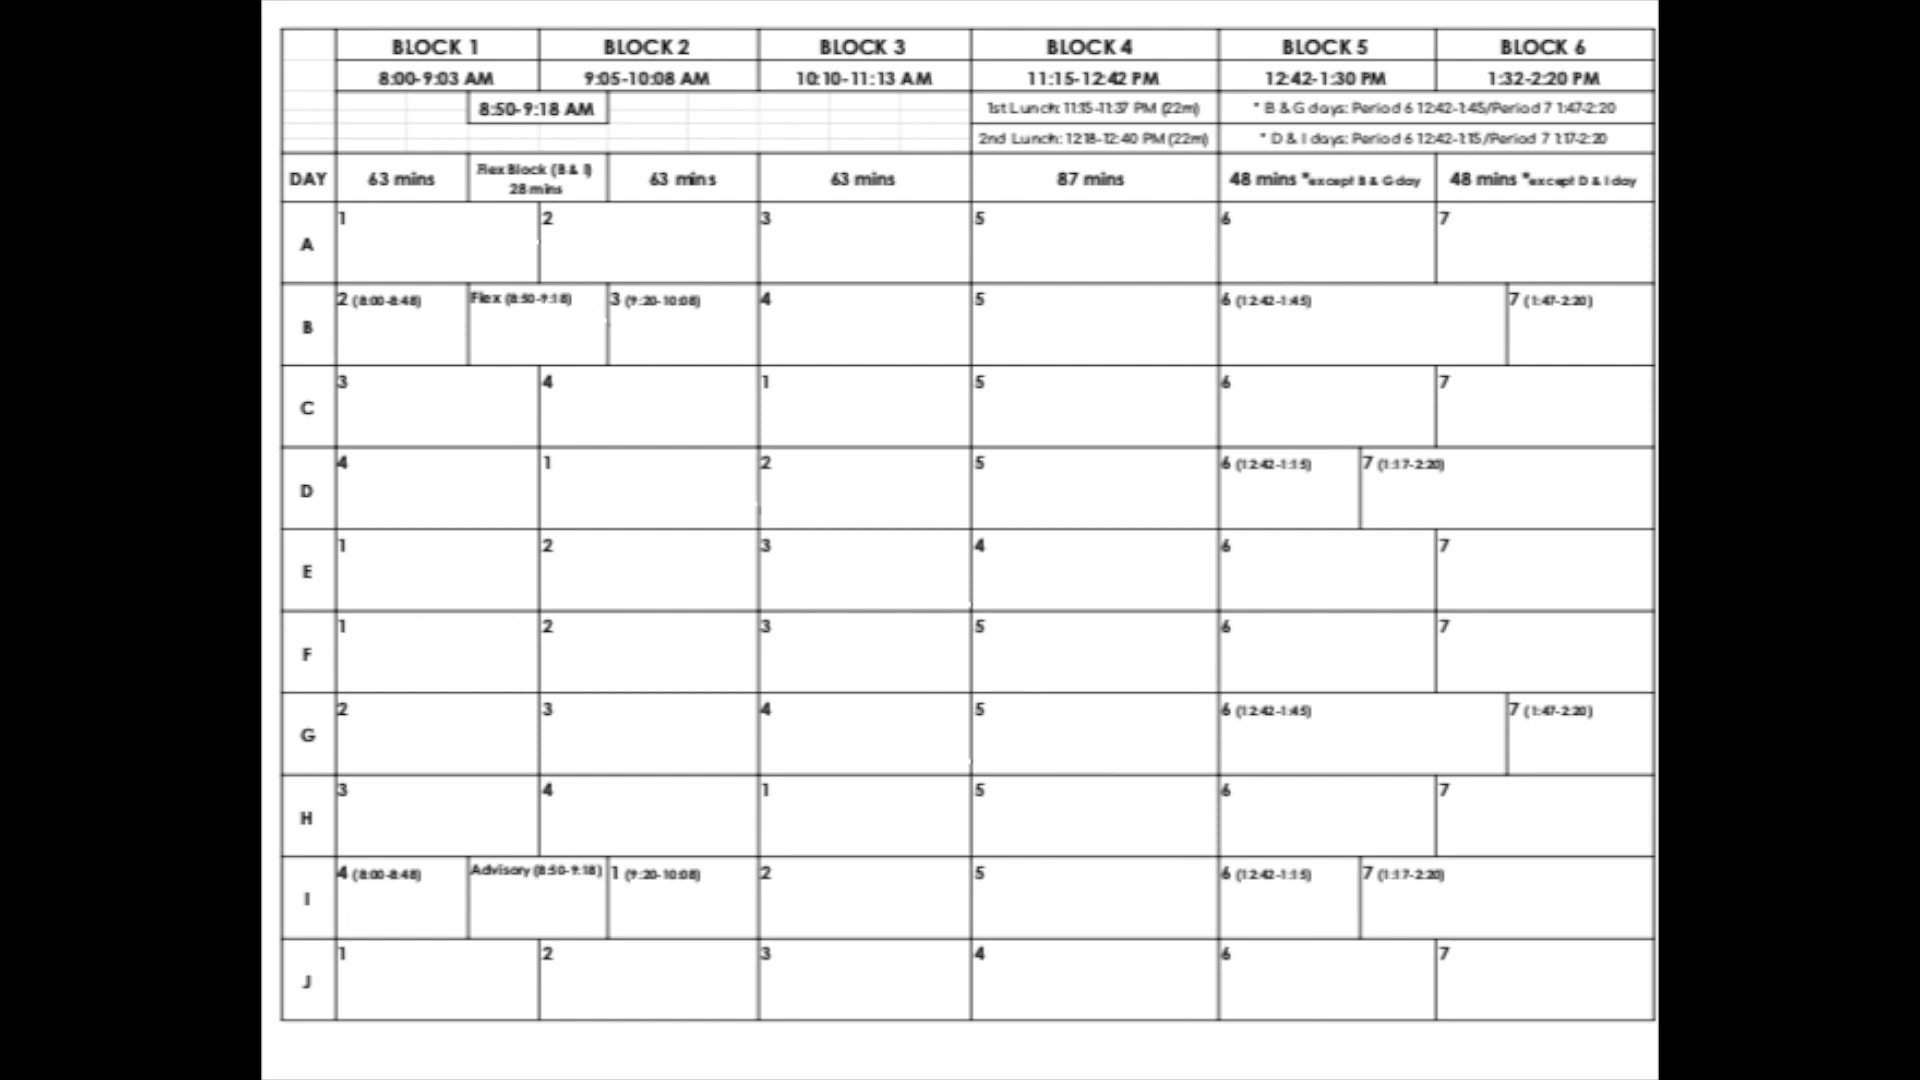 BLOCK 1 BLOCK 2 BLOCK 3 BLOCK 4 BLOCK 5 BLOCK 6
8:00-9:03 AM 9:05-10:08 AM 10:10-11:13 AM 11:15-12:42 PM 12:42-1:30 PM 1:32-2:20 PM
8:50-9:18 AM 1st Lunch: 11:15-11:37 PM (22m) * B & G days: Period 6 12:42-1:45/Period 7 1:47-2:20
2nd Lunch: 12:18-12:40 PM (22m) * D & I days: Period 6 12:42-1:15/Period 7 1:17-2:20
DAY 63 mins Flex Block (B & I) 28 mins 63 mins 63 mins 87 mins 48 mins *except B & G day 48 mins *except D & I day
A 1 2 3 5 6 7
B 2 (8:00-8:48) Flex (8:50-9:18) 3 (9:20-10:08) 4 5 6 (12:42-1:45) 7 (1:47-2:20)
C 3 4 1 5 6 7
D 4 1 2 5 6 (12:42-1:15) 7 (1:17-2:20)
E 1 2 3 4 6 7
F 1 2 3 5 6 7
G 2 3 4 5 6 (12:42-1:45) 7 (1:47-2:20)
H 3 4 1 5 6 7
I 4 (8:00-8:48) Advisory (8:50-9:18) 1 (9:20-10:08) 2 5 6 (12:42-1:15) 7 (1:17-2:20)
J 1 2 3 4 6 7